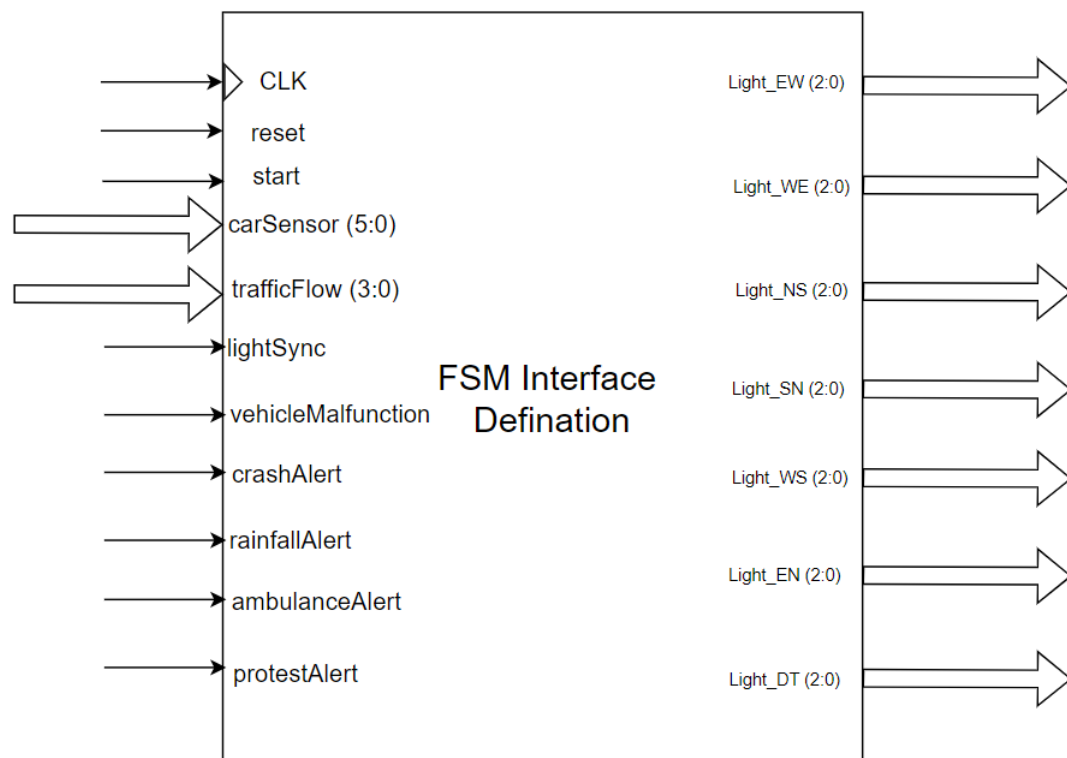 CLK
reset
start
carSensor (5:0)
trafficFlow (3:0)
lightSync
vehicleMalfunction
crashAlert
rainfallAlert
ambulanceAlert
protestAlert
FSM Interface
Defination
Light_EW (2:0)
Light_WE (2:0)
Light_NS (2:0)
Light_SN (2:0)
Light_WS (2:0)
Light_EN (2:0)
Light_DT (2:0)